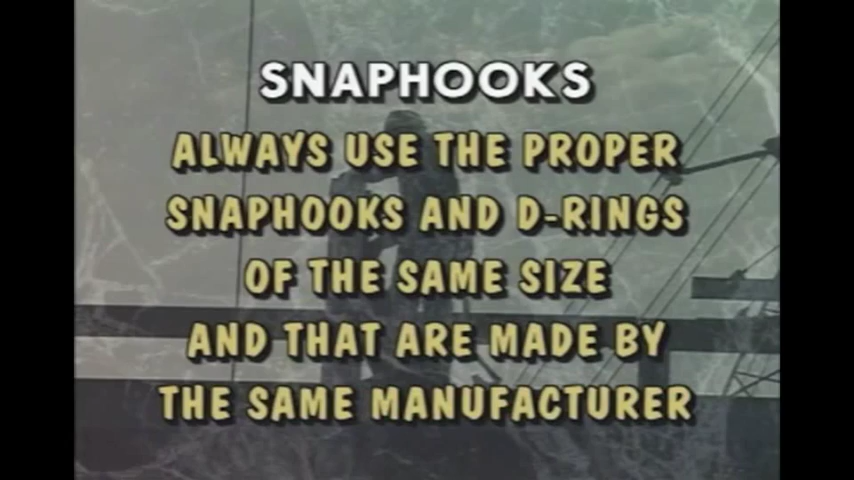 SNAPHOOKS
ALWAYS USE THE PROPER
SNAPHOOKS AND D-RINGS
OF THE SAME SIZE
AND THAT ARE MADE BY
THE SAME MANUFACTURER